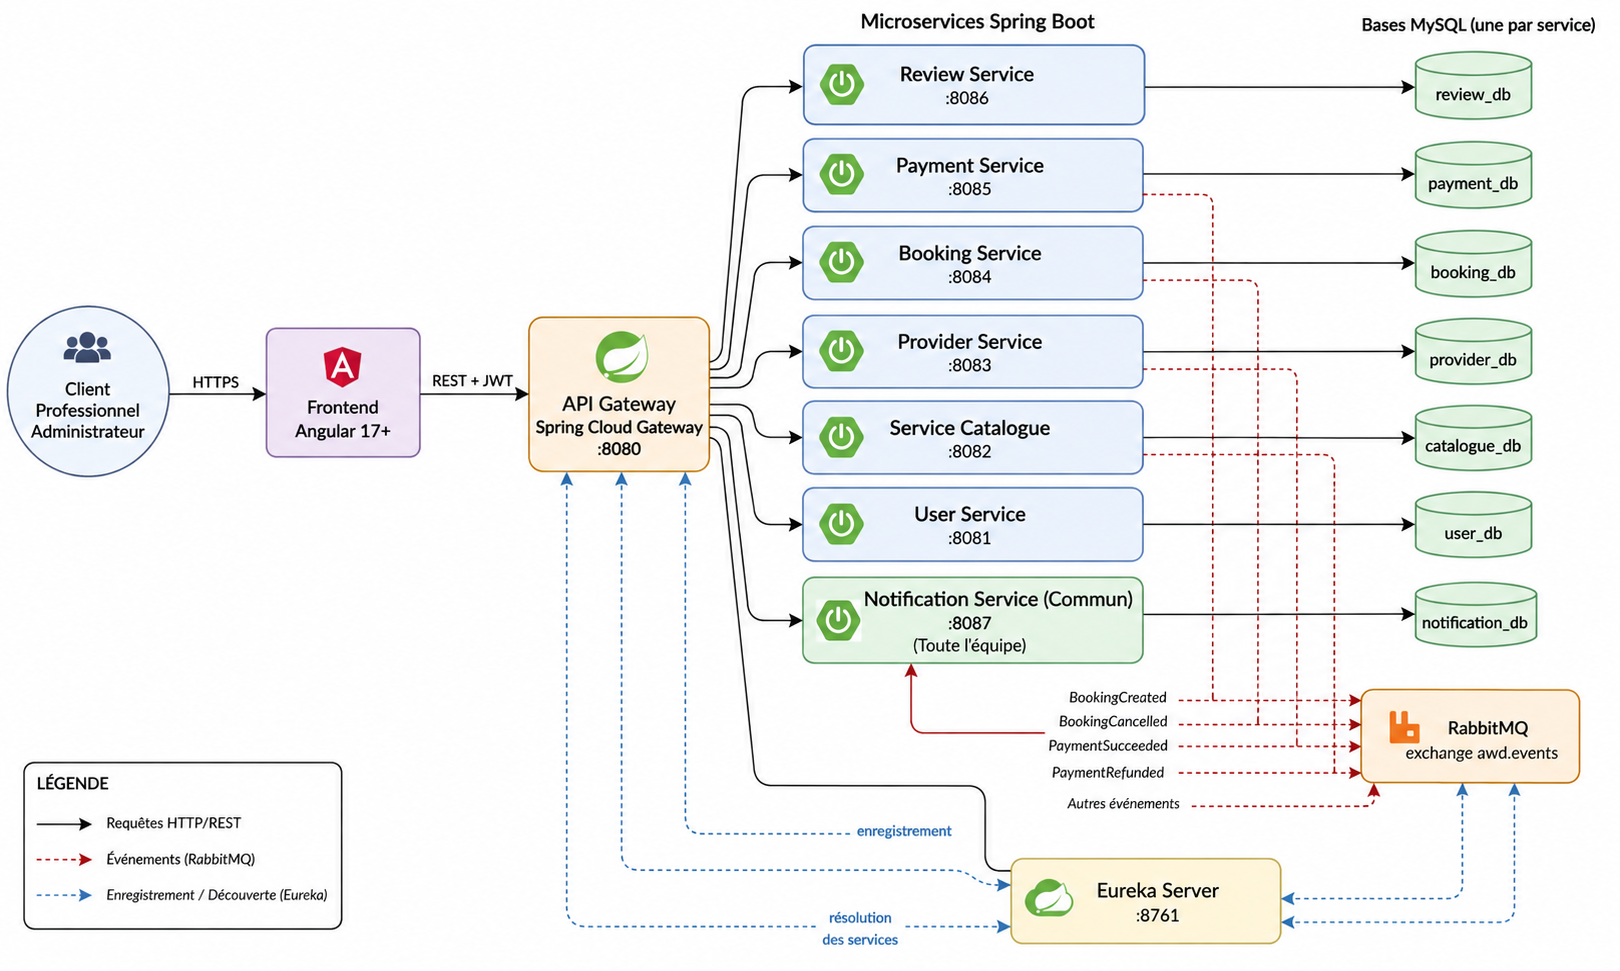 Microservices Spring Boot
Bases MySQL (une par service)
Review Service
:8086
review_db
Payment Service
:8085
payment_db
Booking Service
:8084
booking_db
Provider Service
:8083
provider_db
Client
Professionnel
Administrateur
HTTPS
Frontend
Angular 17+
REST + JWT
API Gateway
Spring Cloud Gateway
:8080
Service Catalogue
:8082
catalogue_db
User Service
:8081
user_db
Notification Service (Commun)
:8087
(Toute l'équipe)
notification_db
BookingCreated
BookingCancelled
PaymentSucceeded
PaymentRefunded
Autres événements
RabbitMQ
exchange awd.events
LÉGENDE
Requêtes HTTP/REST
Événements (RabbitMQ)
Enregistrement / Découverte (Eureka)
enregistrement
résolution
des services
Eureka Server
:8761